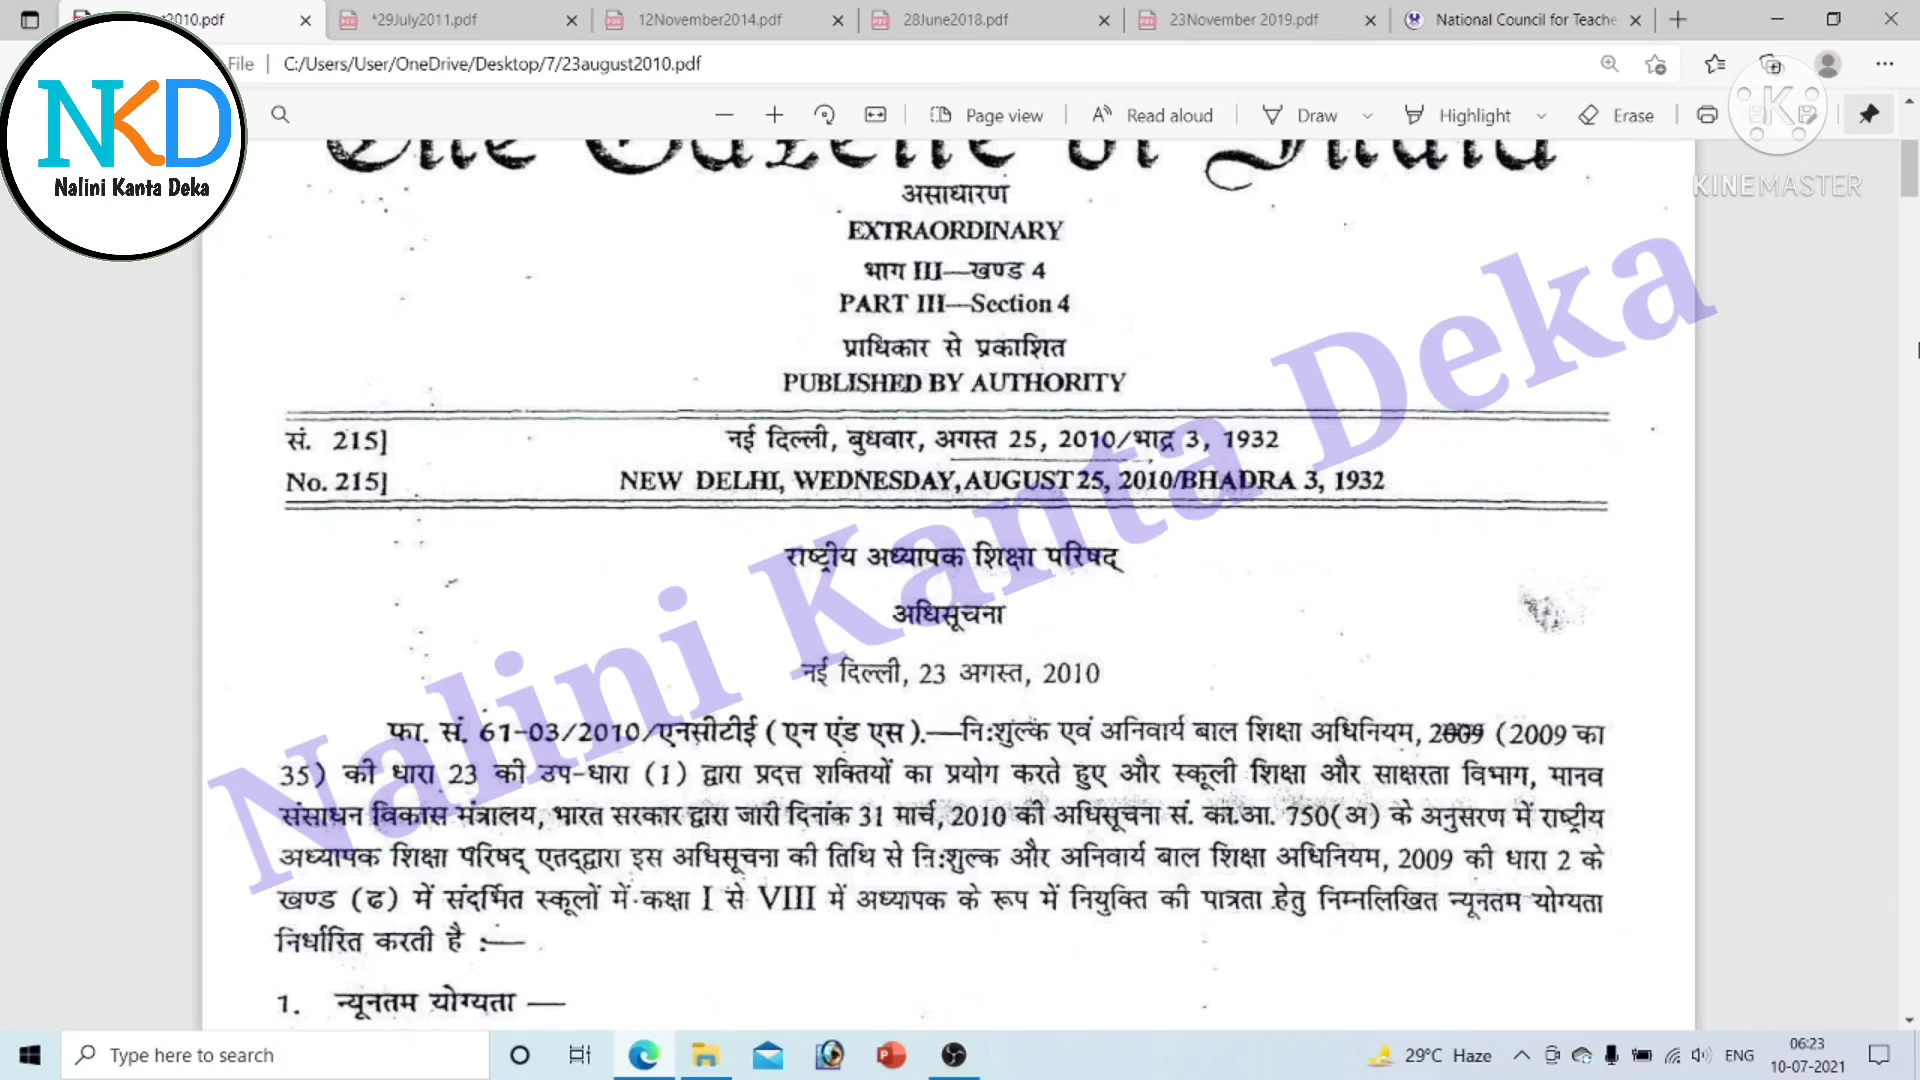 2010.pdf
*29July2011.pdf
12November2014.pdf
28June2018.pdf
23November 2019.pdf
National Council for Teache
File | C:/Users/User/OneDrive/Desktop/7/23august2010.pdf
NKD
Nalini Kanta Deka
Page view
Read aloud
Draw
Highlight
Erase
K
KINEMASTER
The Gazette of India
असाधारण
EXTRAORDINARY
भाग III—खण्ड 4
PART III—Section 4
प्राधिकार से प्रकाशित
PUBLISHED BY AUTHORITY
सं. 215] नई दिल्ली, बुधवार, अगस्त 25, 2010/भाद्र 3, 1932
No. 215] NEW DELHI, WEDNESDAY, AUGUST 25, 2010/BHADRA 3, 1932
राष्ट्रीय अध्यापक शिक्षा परिषद्
अधिसूचना
नई दिल्ली, 23 अगस्त, 2010
फा. सं. 61-03/2010/एनसीटीई ( एन एंड एस ).—निःशुल्क एवं अनिवार्य बाल शिक्षा अधिनियम, 2009 (2009 का
35) की धारा 23 की उप-धारा (1) द्वारा प्रदत्त शक्तियों का प्रयोग करते हुए और स्कूली शिक्षा और साक्षरता विभाग, मानव
संसाधन विकास मंत्रालय, भारत सरकार द्वारा जारी दिनांक 31 मार्च, 2010 की अधिसूचना सं. का.आ. 750(अ) के अनुसरण में राष्ट्रीय
अध्यापक शिक्षा परिषद् एतद्द्वारा इस अधिसूचना की तिथि से निःशुल्क और अनिवार्य बाल शिक्षा अधिनियम, 2009 की धारा 2 के
खण्ड (ढ) में संदर्भित स्कूलों में कक्षा I से VIII में अध्यापक के रूप में नियुक्ति की पात्रता हेतु निम्नलिखित न्यूनतम योग्यता
निर्धारित करती है :—
1. न्यूनतम योग्यता —
Nalini Kanta Deka
Type here to search
29°C Haze
ENG
06:23
10-07-2021